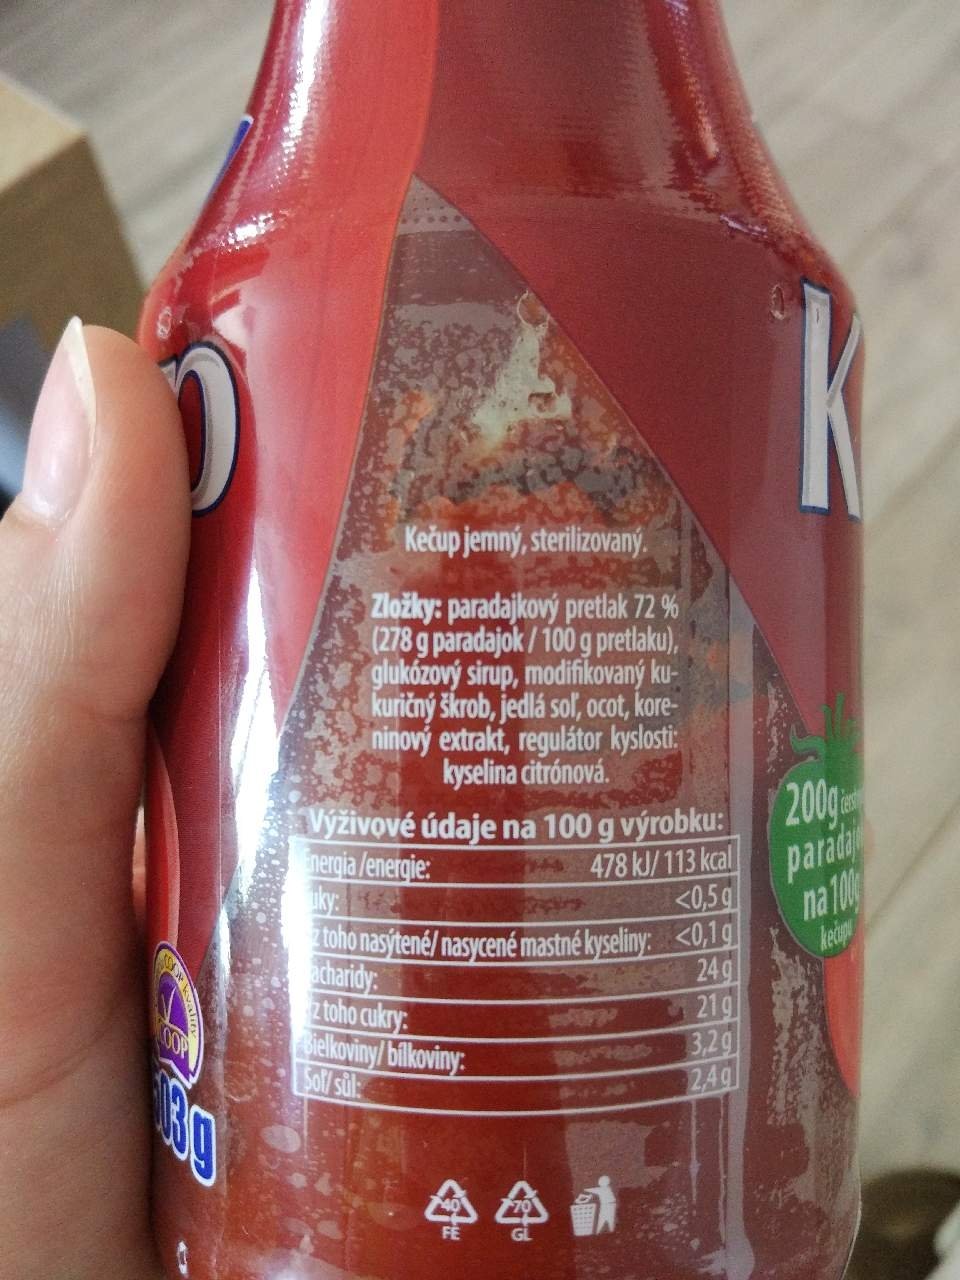 K
Kečup jemný, sterilizovaný.
Zložky: paradajkový pretlak 72 %
(278 g paradajok / 100 g pretlaku),
glukózový sirup, modifikovaný ku-
kuričný škrob, jedlá soľ, ocot, kore-
ninový extrakt, regulátor kyslosti:
kyselina citrónová.
Výživové údaje na 100 g výrobku:
Energia/energie: 478 kJ/ 113 kcal
<0,5 g
z toho nasýtené/ nasycené mastné kyseliny: <0,1 g
24 g
z toho cukry: 21 g
Bielkoviny/ bílkoviny: 3,2 g
Soľ/ sůl: 2,4 g
200g
na 100g
kečupu
COOP kvality
COOP
40
FE
70
GL